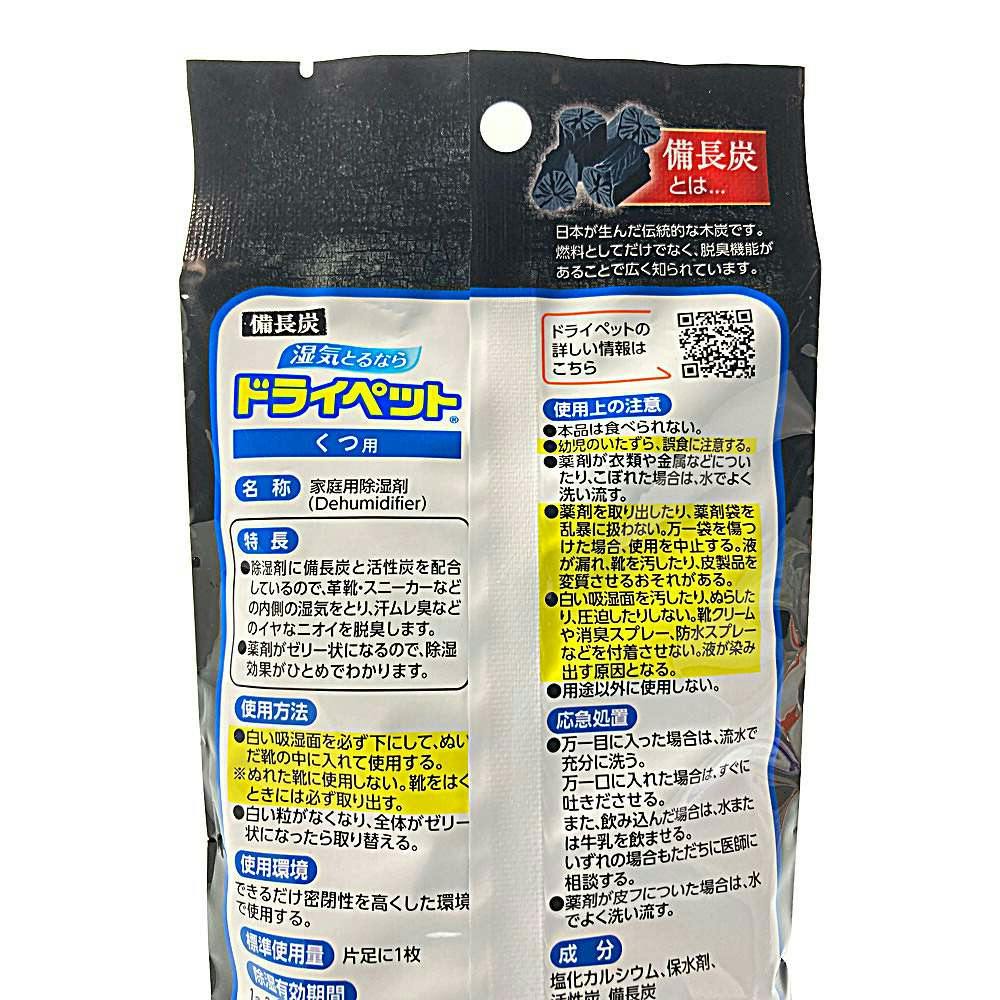 備長炭
とは…
日本が生んだ伝統的な木炭です。
燃料としてだけでなく、脱臭機能が
あることで広く知られています。
備長炭
湿気とるなら
ドライペット®
くつ用
名 称 家庭用除湿剤
(Dehumidifier)
特 長
●除湿剤に備長炭と活性炭を配合
しているので、革靴・スニーカーなど
の内側の湿気をとり、汗ムレ臭など
のイヤなニオイを脱臭します。
●薬剤がゼリー状になるので、除湿
効果がひとめでわかります。
使用方法
●白い吸湿面を必ず下にして、ぬい
だ靴の中に入れて使用する。
※ぬれた靴に使用しない。靴をはく
ときには必ず取り出す。
●白い粒がなくなり、全体がゼリー
状になったら取り替える。
使用環境
できるだけ密閉性を高くした環境
で使用する。
標準使用量 片足に1枚
除湿有効期間
ドライペットの
詳しい情報は
こちら
使用上の注意
●本品は食べられない。
●幼児のいたずら、誤食に注意する。
●薬剤が衣類や金属などについ
たり、こぼれた場合は、水でよく
洗い流す。
●薬剤を取り出したり、薬剤袋を
乱暴に扱わない。万一袋を傷つ
けた場合、使用を中止する。液
が漏れ、靴を汚したり、皮製品を
変質させるおそれがある。
●白い吸湿面を汚したり、ぬらした
り、圧迫したりしない。靴クリーム
や消臭スプレー、防水スプレー
などを付着させない。液が染み
出す原因となる。
●用途以外に使用しない。
応急処置
●万一目に入った場合は、流水で
充分に洗う。
万一口に入れた場合は、すぐに
吐きださせる。
また、飲み込んだ場合は、水また
は牛乳を飲ませる。
いずれの場合もただちに医師に
相談する。
●薬剤が皮フについた場合は、水
でよく洗い流す。
成 分
塩化カルシウム、保水剤、
活性炭、備長炭